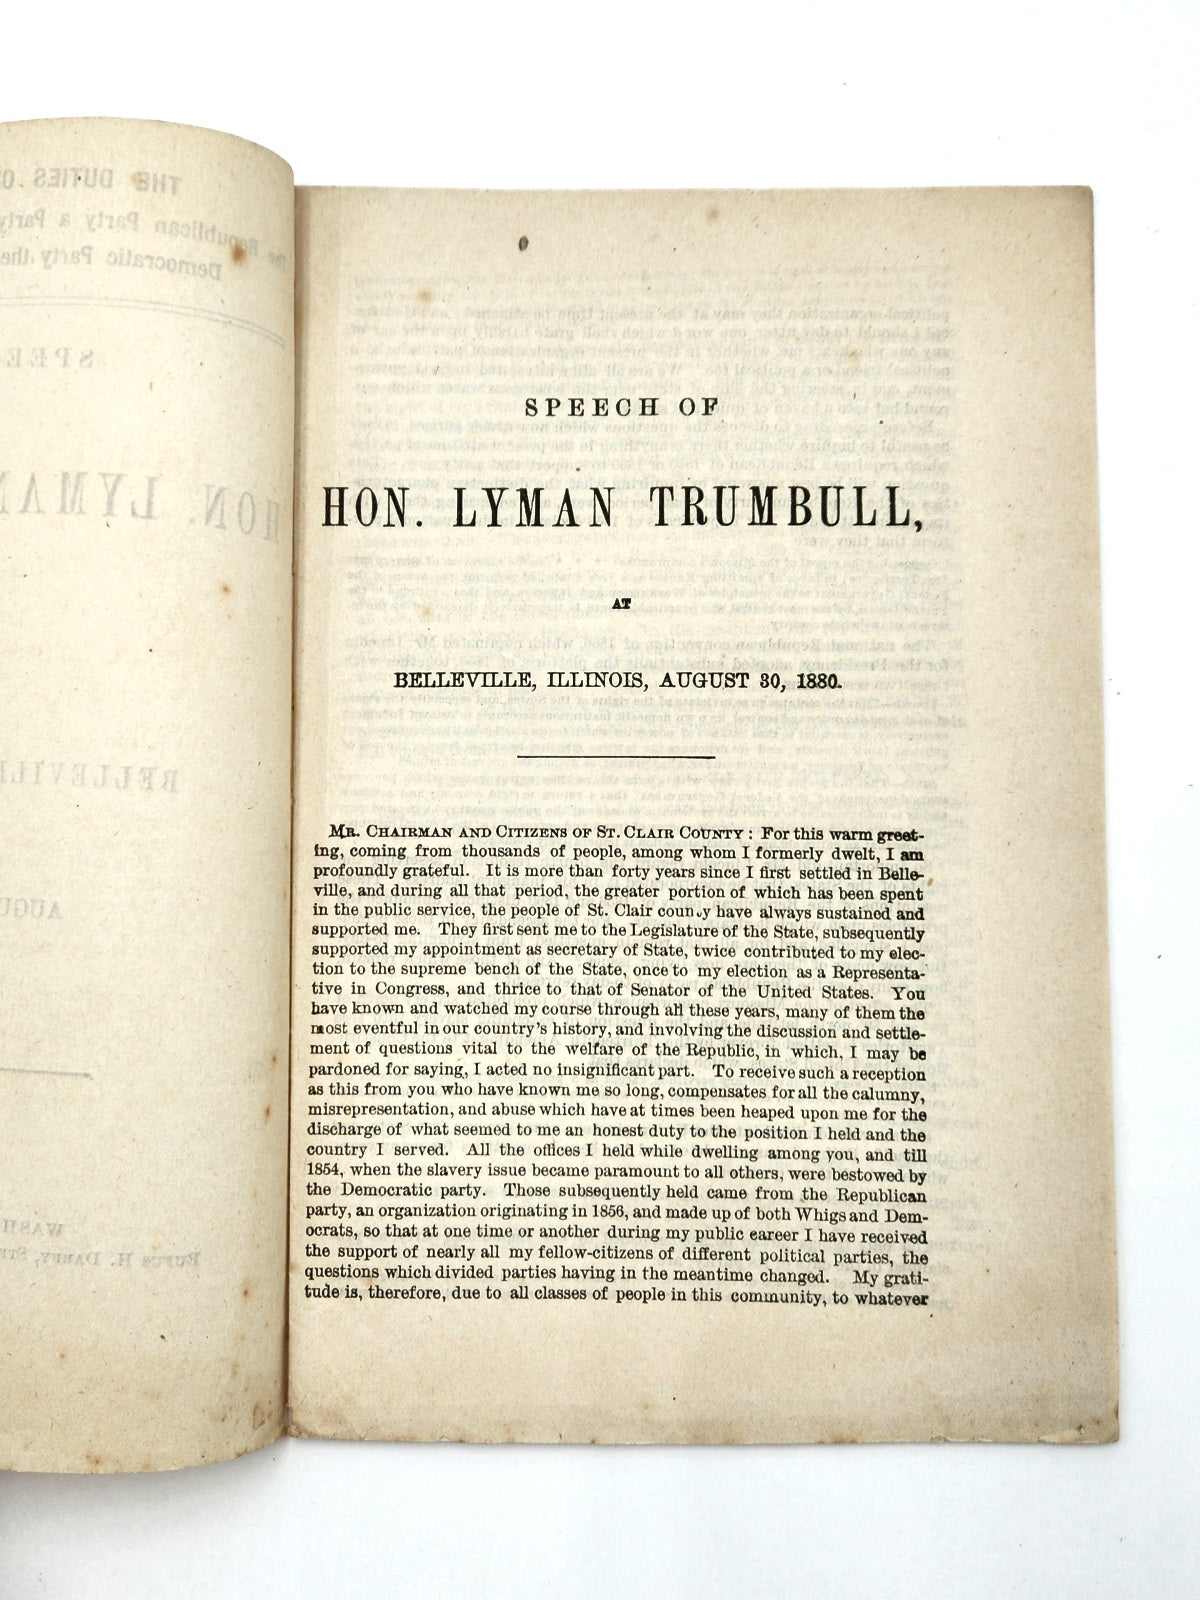 SPEECH OF
HON. LYMAN TRUMBULL,
AT
BELLEVILLE, ILLINOIS, AUGUST 30, 1880.
MR. CHAIRMAN AND CITIZENS OF ST. CLAIR COUNTY: For this warm greet-
ing, coming from thousands of people, among whom I formerly dwelt, I am
profoundly grateful. It is more than forty years since I first settled in Belle-
ville, and during all that period, the greater portion of which has been spent
in the public service, the people of St. Clair county have always sustained and
supported me. They first sent me to the Legislature of the State, subsequently
supported my appointment as secretary of State, twice contributed to my elec-
tion to the supreme bench of the State, once to my election as a Representa-
tive in Congress, and thrice to that of Senator of the United States. You
have known and watched my course through all these years, many of them the
most eventful in our country's history, and involving the discussion and settle-
ment of questions vital to the welfare of the Republic, in which, I may be
pardoned for saying, I acted no insignificant part. To receive such a reception
as this from you who have known me so long, compensates for all the calumny,
misrepresentation, and abuse which have at times been heaped upon me for the
discharge of what seemed to me an honest duty to the position I held and the
country I served. All the offices I held while dwelling among you, and till
1854, when the slavery issue became paramount to all others, were bestowed by
the Democratic party. Those subsequently held came from the Republican
party, an organization originating in 1856, and made up of both Whigs and Dem-
ocrats, so that at one time or another during my public career I have received
the support of nearly all my fellow-citizens of different political parties, the
questions which divided parties having in the meantime changed. My grati-
tude is, therefore, due to all classes of people in this community, to whatever